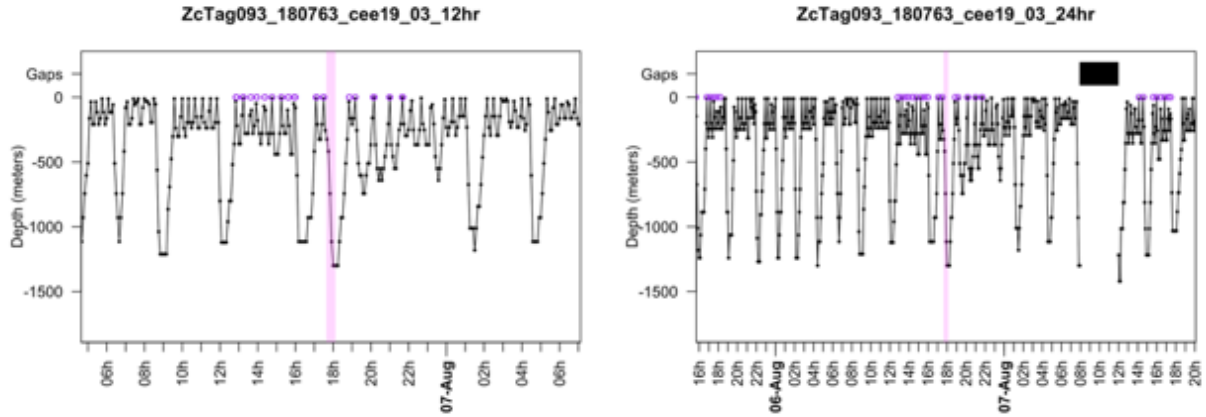 ZcTag093_180763_cee19_03_12hr
Gaps
0
-500
-1000
-1500
Depth (meters)
06h
08h
10h
12h
14h
16h
18h
20h
22h
07-Aug
02h
04h
06h
ZcTag093_180763_cee19_03_24hr
Gaps
0
-500
-1000
-1500
Depth (meters)
16h
18h
20h
22h
06-Aug
02h
04h
06h
08h
10h
12h
14h
16h
18h
20h
22h
07-Aug
02h
04h
06h
08h
10h
12h
14h
16h
18h
20h